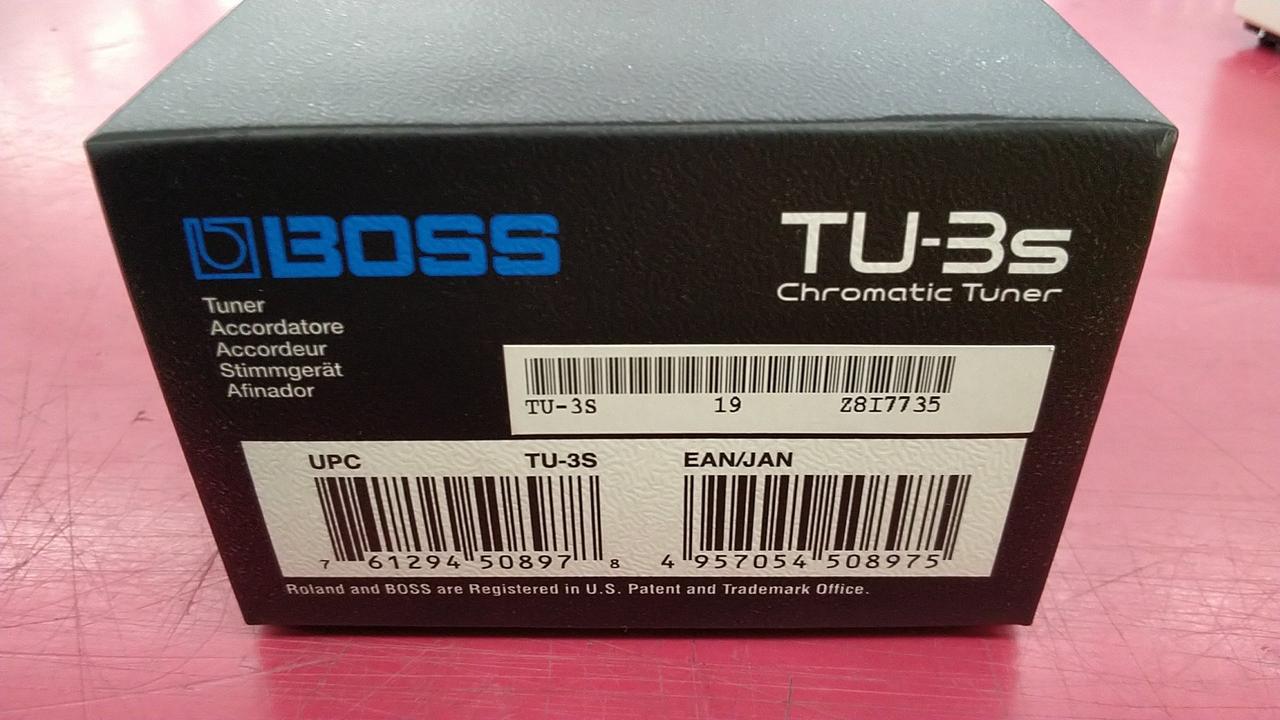 BOSS
TU-3s
Chromatic Tuner
Tuner
Accordatore
Accordeur
Stimmgerät
Afinador
TU-3S 19 Z8I7735
UPC TU-3S EAN/JAN
7 61294 50897 8 4 957054 508975
Roland and BOSS are Registered in U.S. Patent and Trademark Office.